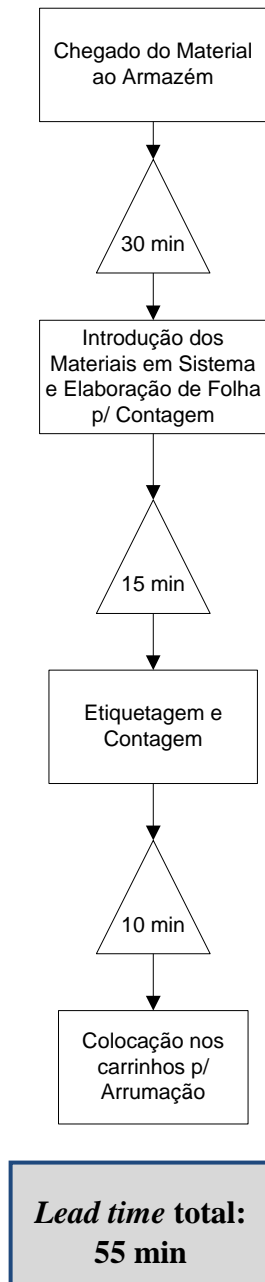 Chegado do Material
ao Armazém
30 min
Introdução dos
Materiais em Sistema
e Elaboração de Folha
p/ Contagem
15 min
Etiquetagem e
Contagem
10 min
Colocação nos
carrinhos p/
Arrumação
Lead time total:
55 min